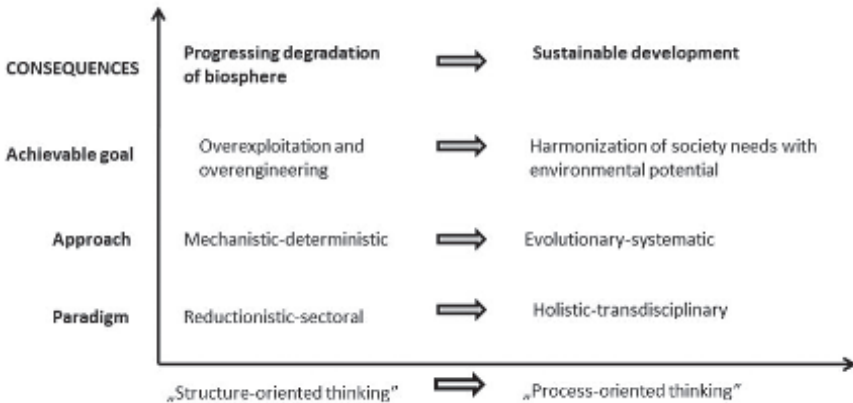 CONSEQUENCES
Progressing degradation
of biosphere
Sustainable development
Achievable goal
Overexploitation and
overengineering
Harmonization of society needs with
environmental potential
Approach
Mechanistic-deterministic
Evolutionary-systematic
Paradigm
Reductionistic-sectoral
Holistic-transdisciplinary
„Structure-oriented thinking”
„Process-oriented thinking”